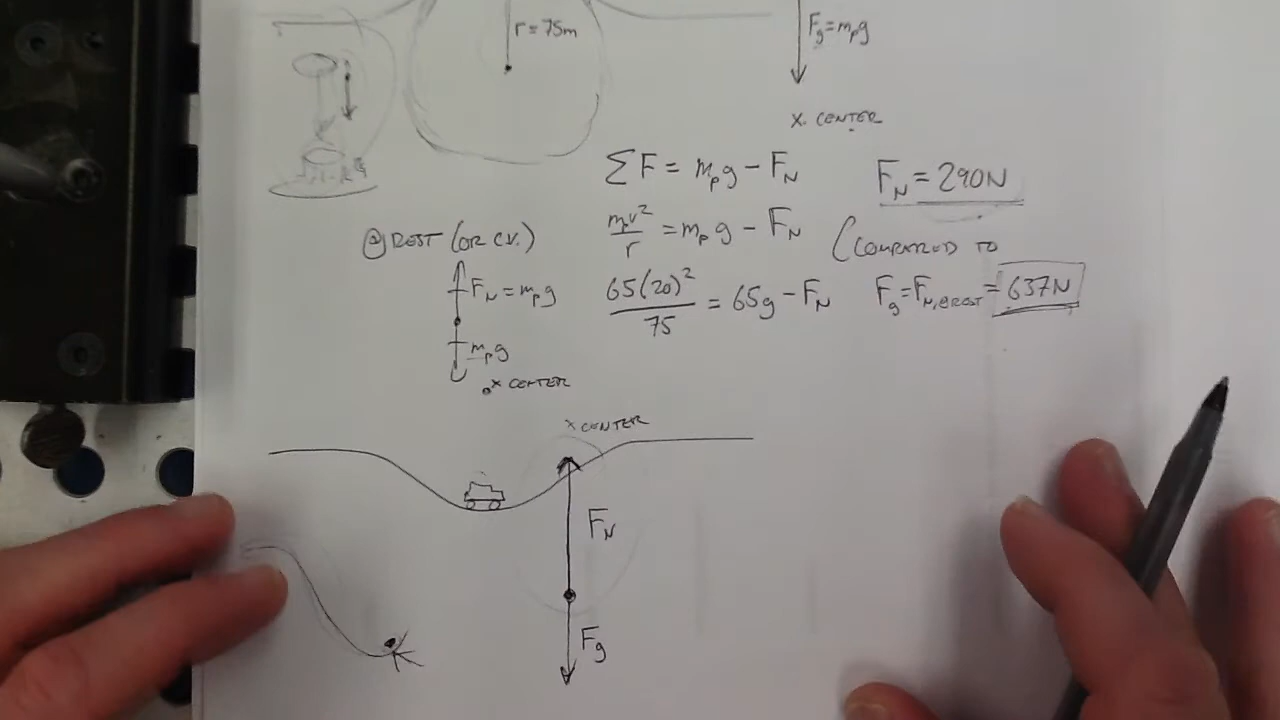 r = 75m
Fg = mpg
X CENTER
ΣF = mpg - FN
FN = 290N
mpv²/r = mpg - FN
(COMPARED TO
65(20)²/75 = 65g - FN
Fg = FN,@REST = 637N
@ REST (OR C.V.)
FN = mpg
mpg
X CENTER
X CENTER
FN
Fg